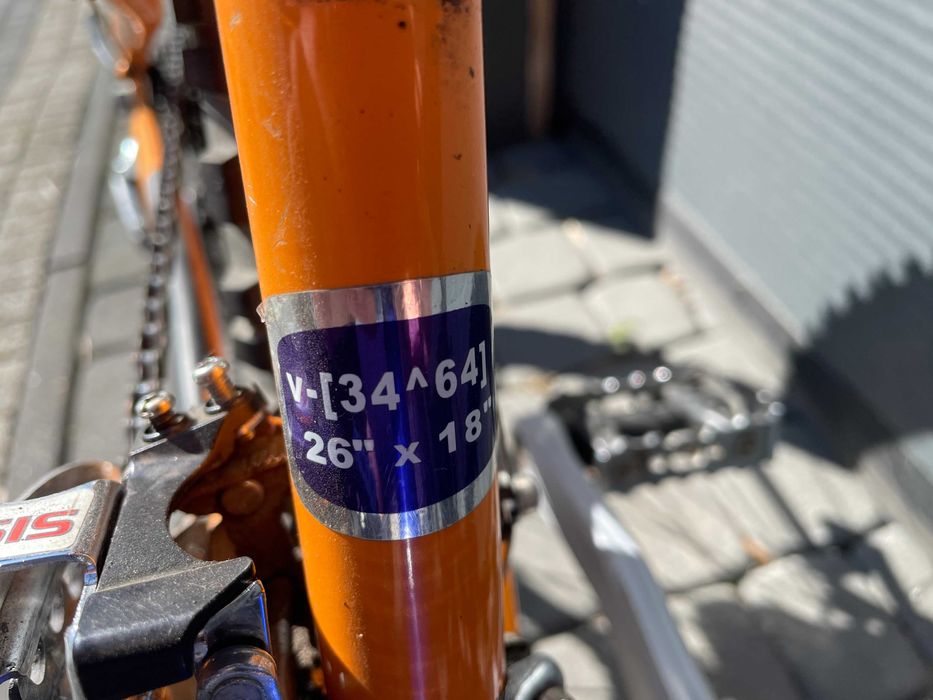 V-[34^64]
26" x 18"
SIS